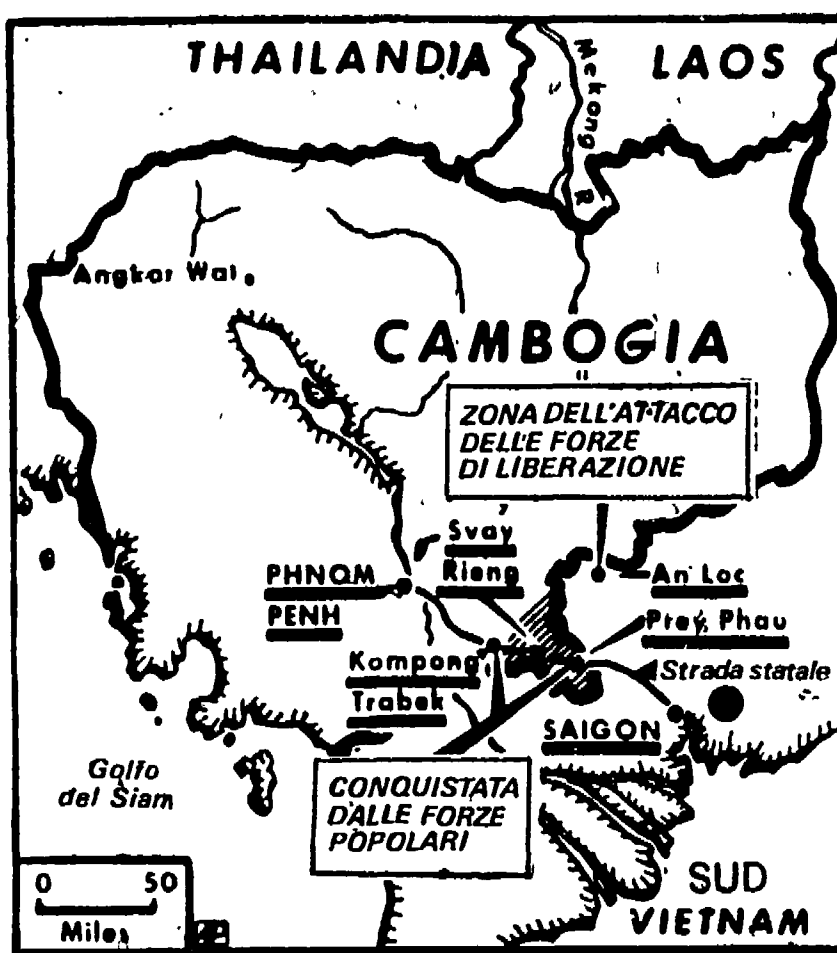 THAILANDIA
LAOS
Mekong R.
Angkor Wat
CAMBOGIA
ZONA DELL'ATTACCO
DELLE FORZE
DI LIBERAZIONE
Svay
Rieng
PHNOM
PENH
An Loc
Prey Phau
Kompong
Trabek
Strada statale
SAIGON
Golfo
del Siam
CONQUISTATA
DALLE FORZE
POPOLARI
0 50
Miles
AP
SUD
VIETNAM